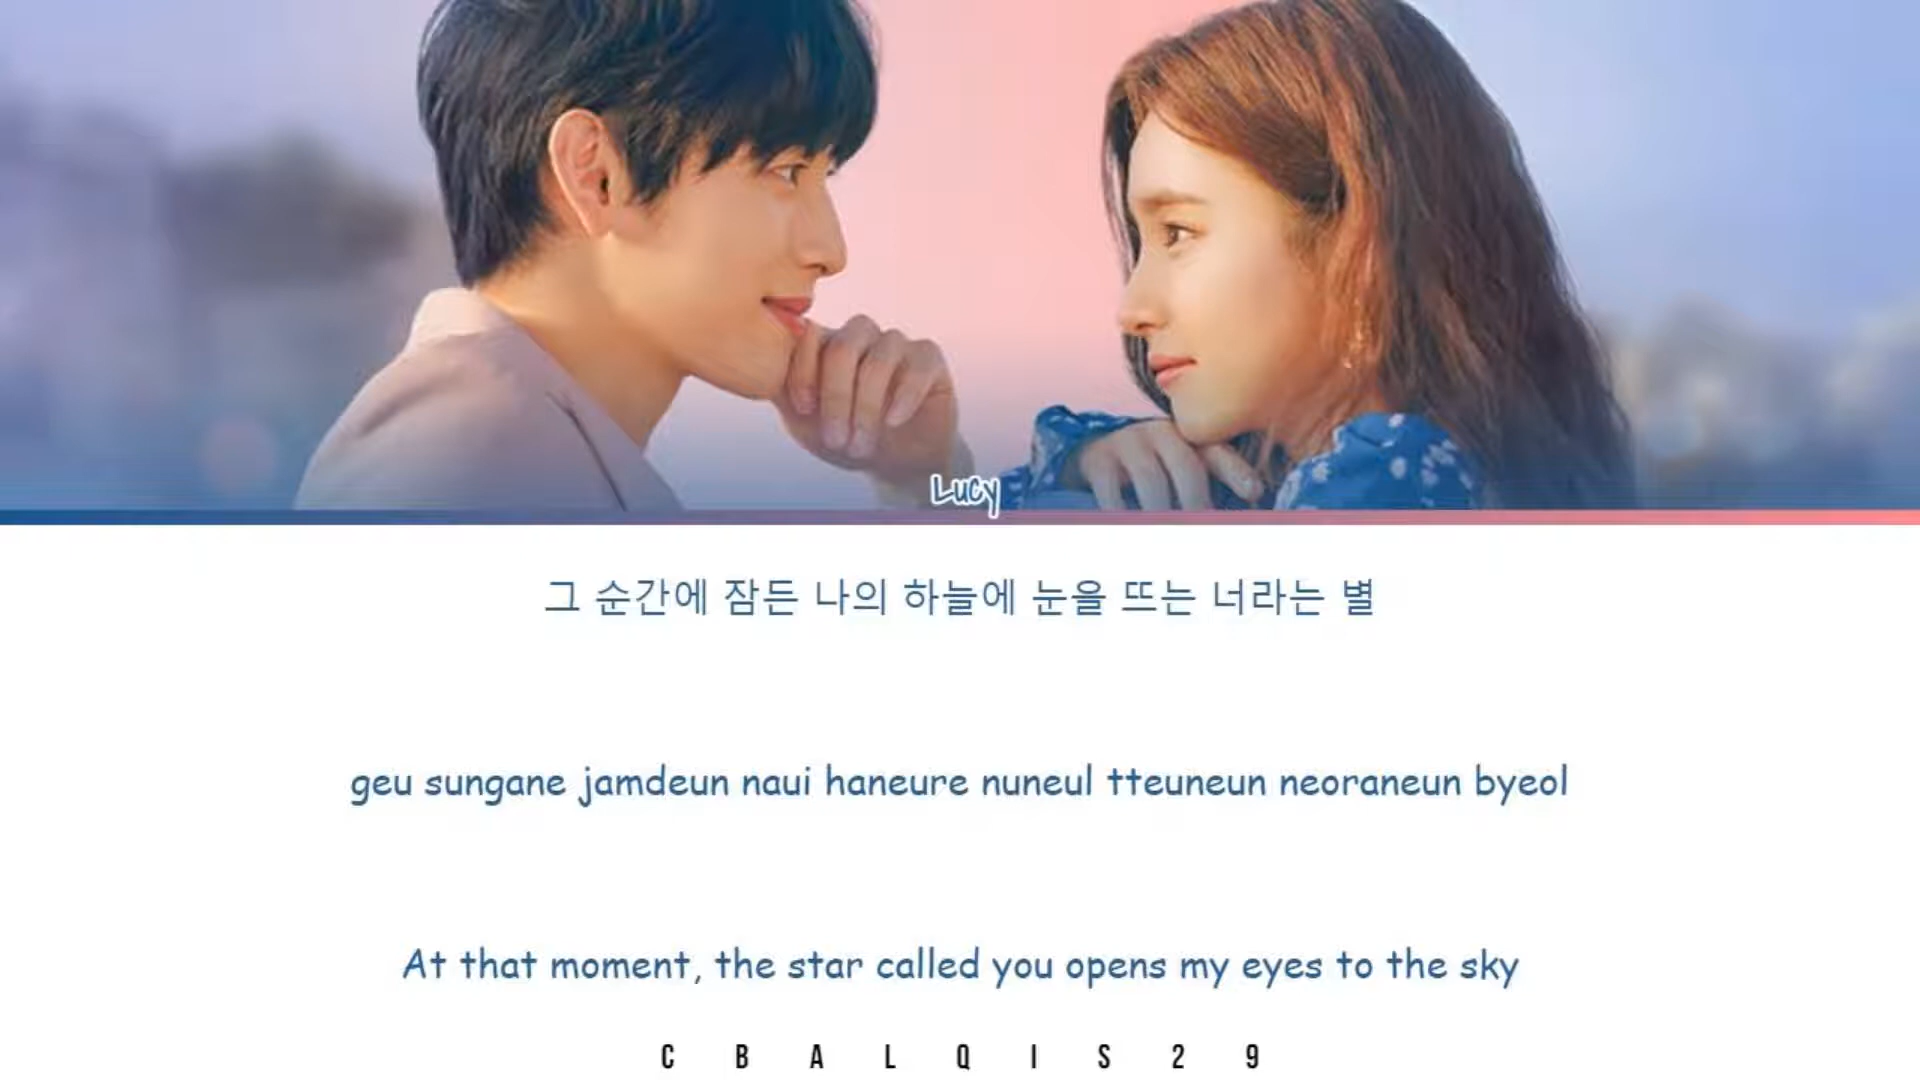 Lucy
그 순간에 잠든 나의 하늘에 눈을 뜨는 너라는 별
geu sungane jamdeun naui haneure nuneul tteuneun neoraneun byeol
At that moment, the star called you opens my eyes to the sky
CBALQIS29